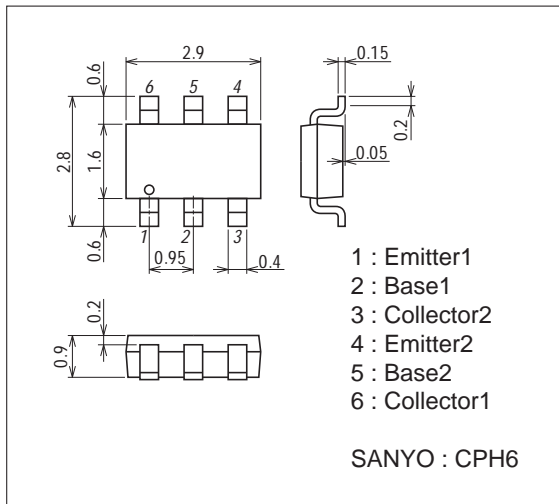 2.9
0.15
0.6
6 5 4
0.2
2.8
1.6
0.05
0.6
1 2 3
0.95
0.4
1 : Emitter1
2 : Base1
3 : Collector2
4 : Emitter2
5 : Base2
6 : Collector1
0.2
0.9
SANYO : CPH6